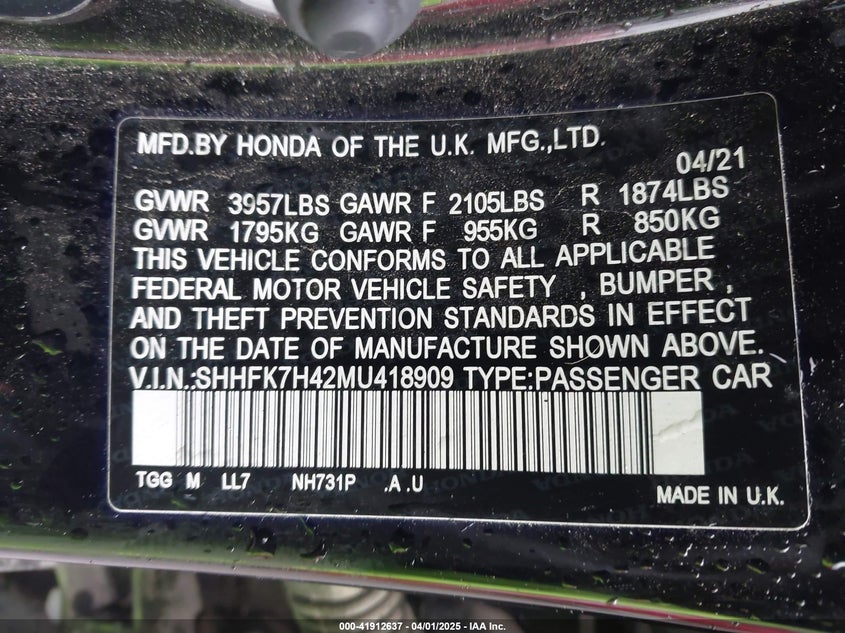 MFD.BY HONDA OF THE U.K. MFG.,LTD.
04/21
GVWR 3957LBS GAWR F 2105LBS R 1874LBS
GVWR 1795KG GAWR F 955KG R 850KG
THIS VEHICLE CONFORMS TO ALL APPLICABLE
FEDERAL MOTOR VEHICLE SAFETY , BUMPER ,
AND THEFT PREVENTION STANDARDS IN EFFECT
ON THE DATE OF MANUFACTURE SHOWN ABOVE.
V.I.N.:SHHFK7H42MU418909 TYPE:PASSENGER CAR
TGG M LL7 NH731P .A .U
MADE IN U.K.
000-41912637 - 04/01/2025 - IAA Inc.